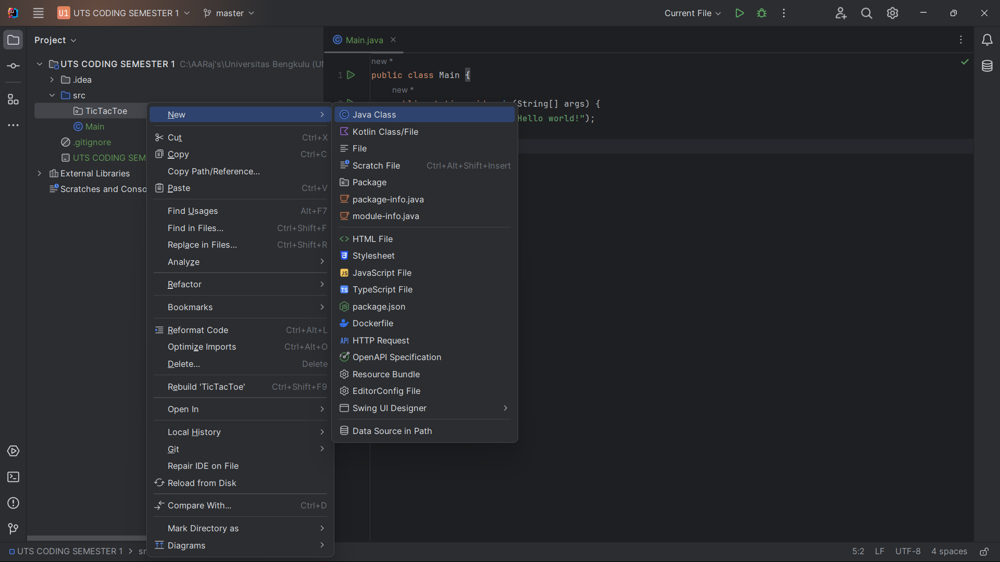 U1 UTS CODING SEMESTER 1 master Current File
Project
Main.java
UTS CODING SEMESTER 1 C:\AARaj's\Universitas Bengkulu (U
.idea
src
TicTacToe
Main
.gitignore
UTS CODING SEM
External Libraries
Scratches and Conso
new *
1 public class Main {
new *
(String[] args) {
Hello world!");
New
Cut Ctrl+X
Copy Ctrl+C
Copy Path/Reference...
Paste Ctrl+V
Find Usages Alt+F7
Find in Files... Ctrl+Shift+F
Replace in Files... Ctrl+Shift+R
Analyze
Refactor
Bookmarks
Reformat Code Ctrl+Alt+L
Optimize Imports Ctrl+Alt+O
Delete... Delete
Rebuild 'TicTacToe' Ctrl+Shift+F9
Open In
Local History
Git
Repair IDE on File
Reload from Disk
Compare With... Ctrl+D
Mark Directory as
Diagrams
Java Class
Kotlin Class/File
File
Scratch File Ctrl+Alt+Shift+Insert
Package
package-info.java
module-info.java
HTML File
Stylesheet
JS JavaScript File
TS TypeScript File
package.json
Dockerfile
API HTTP Request
OpenAPI Specification
Resource Bundle
EditorConfig File
Swing UI Designer
Data Source in Path
UTS CODING SEMESTER 1 > sr
5:2 LF UTF-8 4 spaces